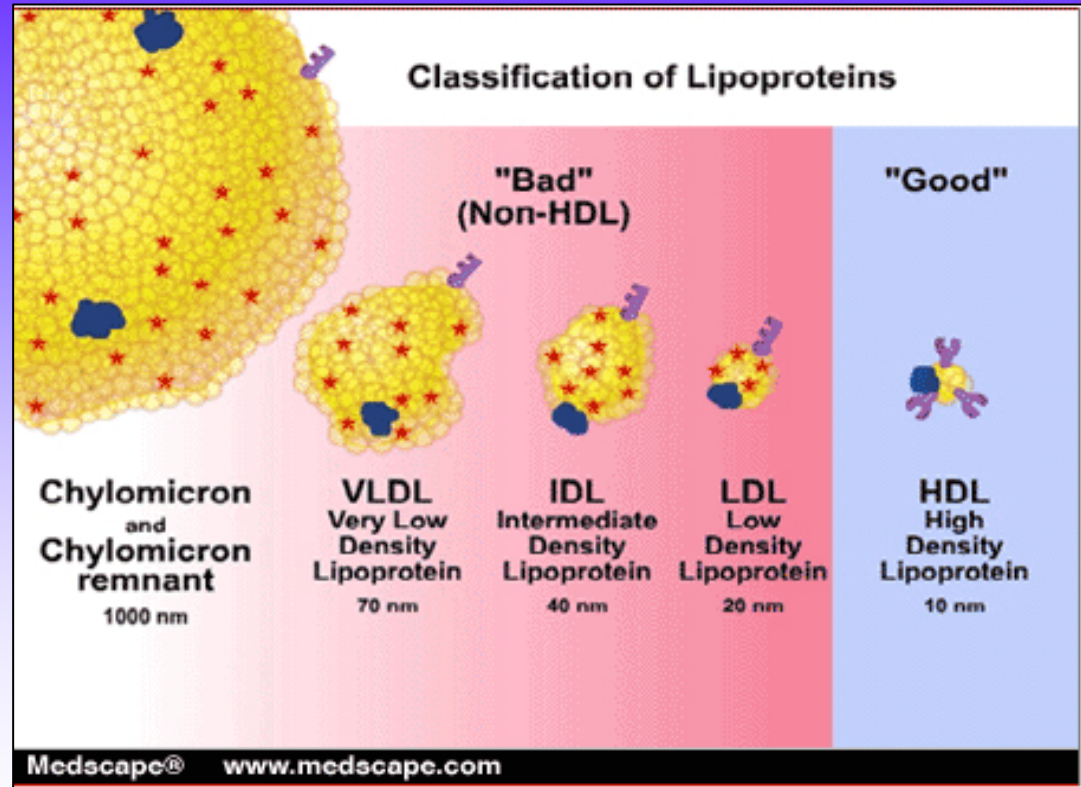 Classification of Lipoproteins
"Bad"
(Non-HDL)
"Good"
Chylomicron
and
Chylomicron
remnant
1000 nm
VLDL
Very Low
Density
Lipoprotein
70 nm
IDL
Intermediate
Density
Lipoprotein
40 nm
LDL
Low
Density
Lipoprotein
20 nm
HDL
High
Density
Lipoprotein
10 nm
Medscape® www.medscape.com